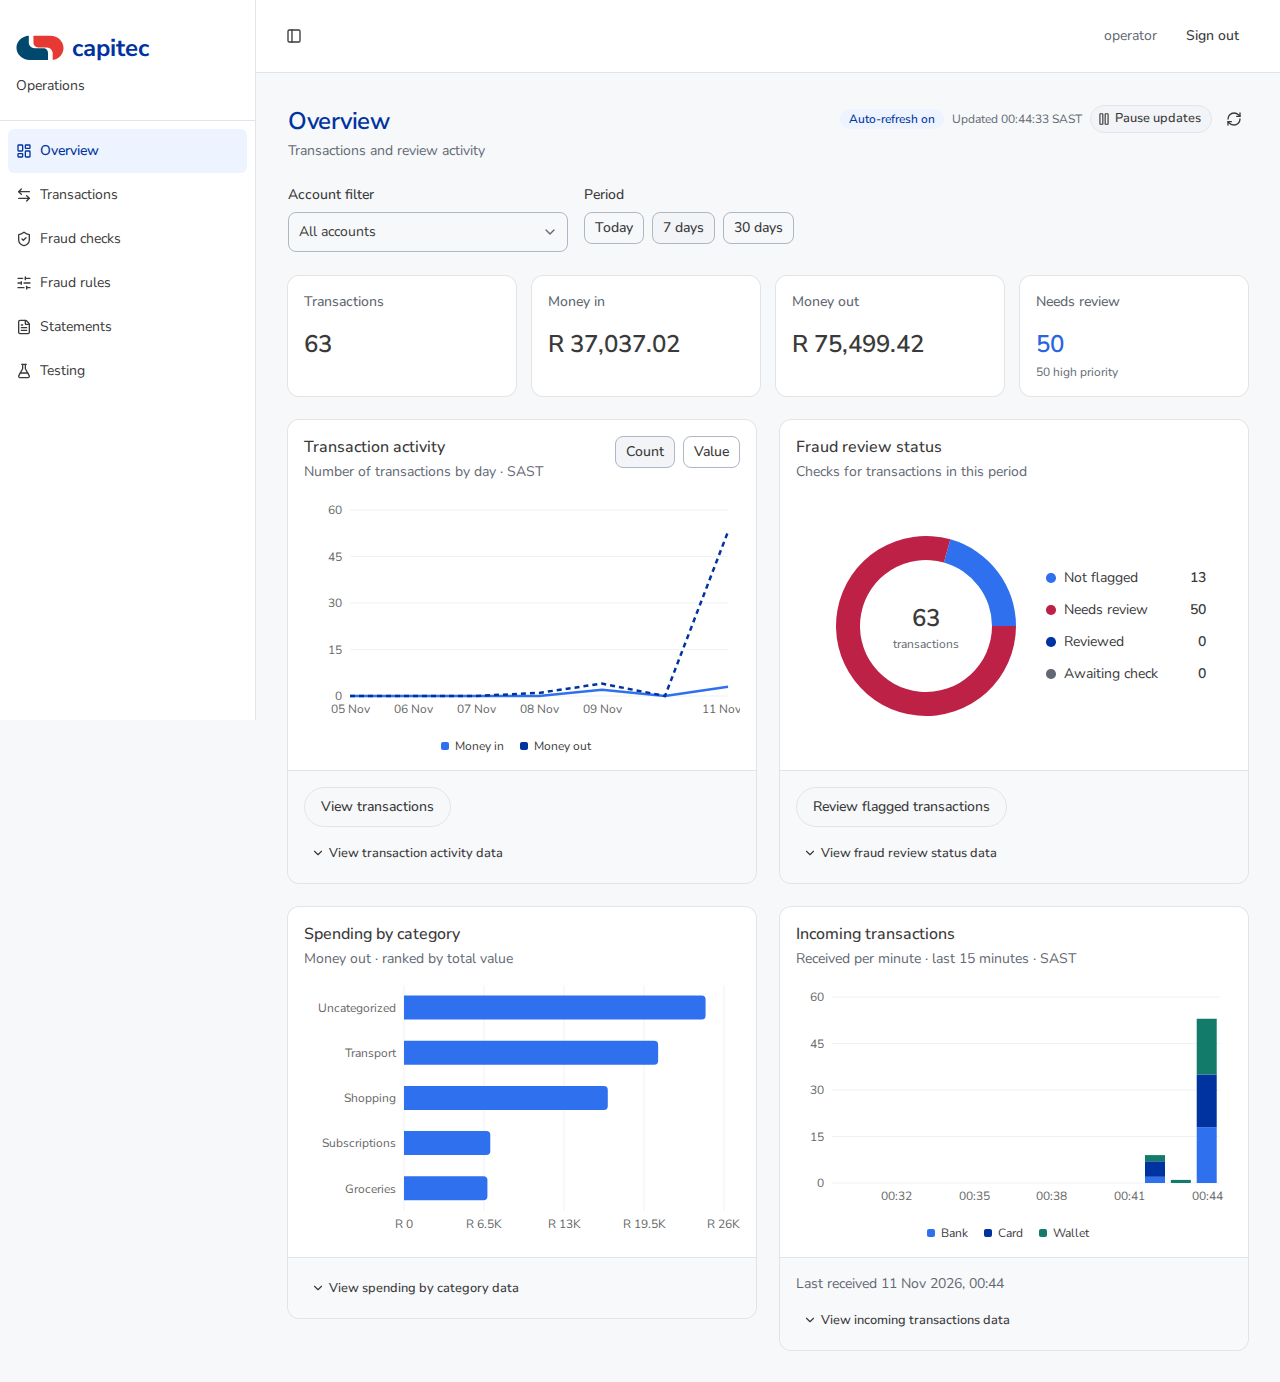 capitec
Operations
Overview
Transactions
Fraud checks
Fraud rules
Statements
Testing
operator Sign out
Overview
Transactions and review activity
Auto-refresh on Updated 00:44:33 SAST Pause updates
Account filter
All accounts
Period
Today 7 days 30 days
Transactions
63
Money in
R 37,037.02
Money out
R 75,499.42
Needs review
50
50 high priority
Transaction activity
Number of transactions by day · SAST
Count Value
60
45
30
15
0
05 Nov 06 Nov 07 Nov 08 Nov 09 Nov 11 Nov
Money in Money out
View transactions
View transaction activity data
Fraud review status
Checks for transactions in this period
63
transactions
Not flagged 13
Needs review 50
Reviewed 0
Awaiting check 0
Review flagged transactions
View fraud review status data
Spending by category
Money out · ranked by total value
Uncategorized
Transport
Shopping
Subscriptions
Groceries
R 0 R 6.5K R 13K R 19.5K R 26K
View spending by category data
Incoming transactions
Received per minute · last 15 minutes · SAST
60
45
30
15
0
00:32 00:35 00:38 00:41 00:44
Bank Card Wallet
Last received 11 Nov 2026, 00:44
View incoming transactions data